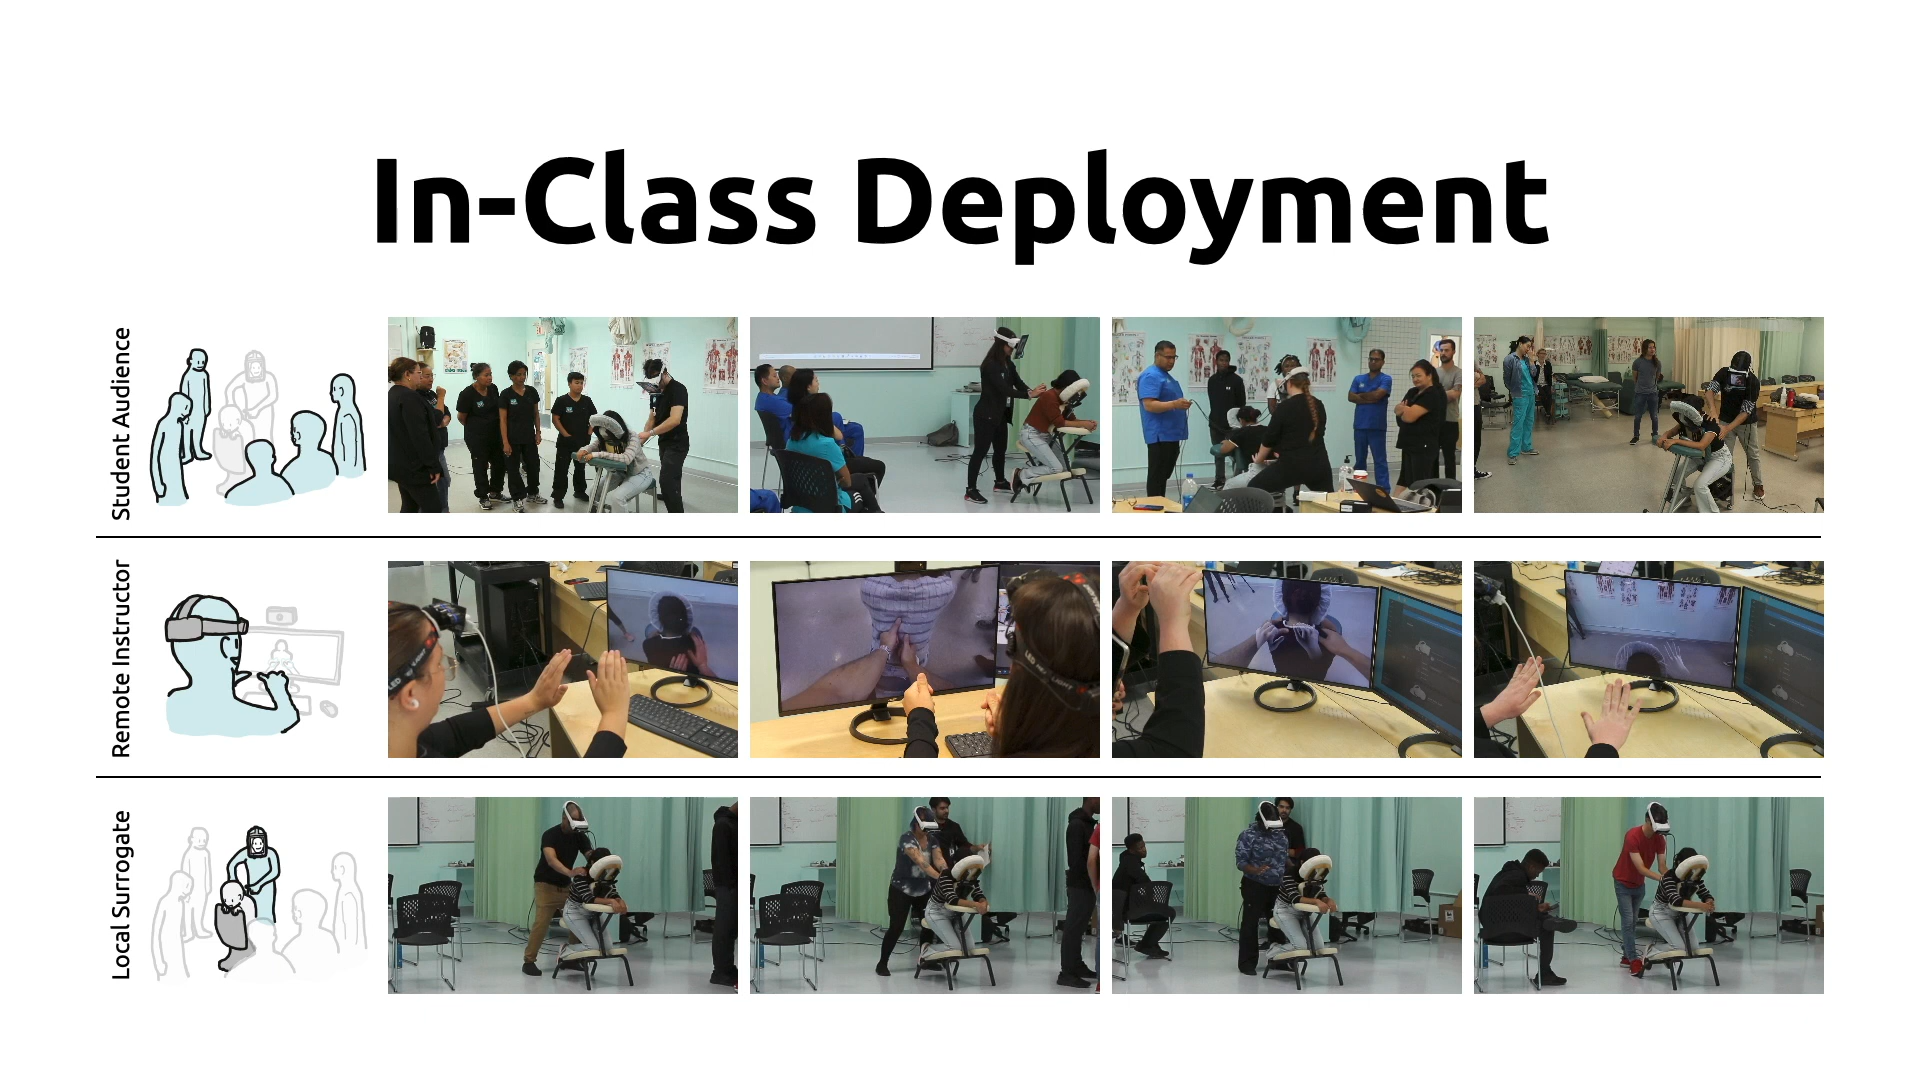 In-Class Deployment
Student Audience
Remote Instructor
Local Surrogate